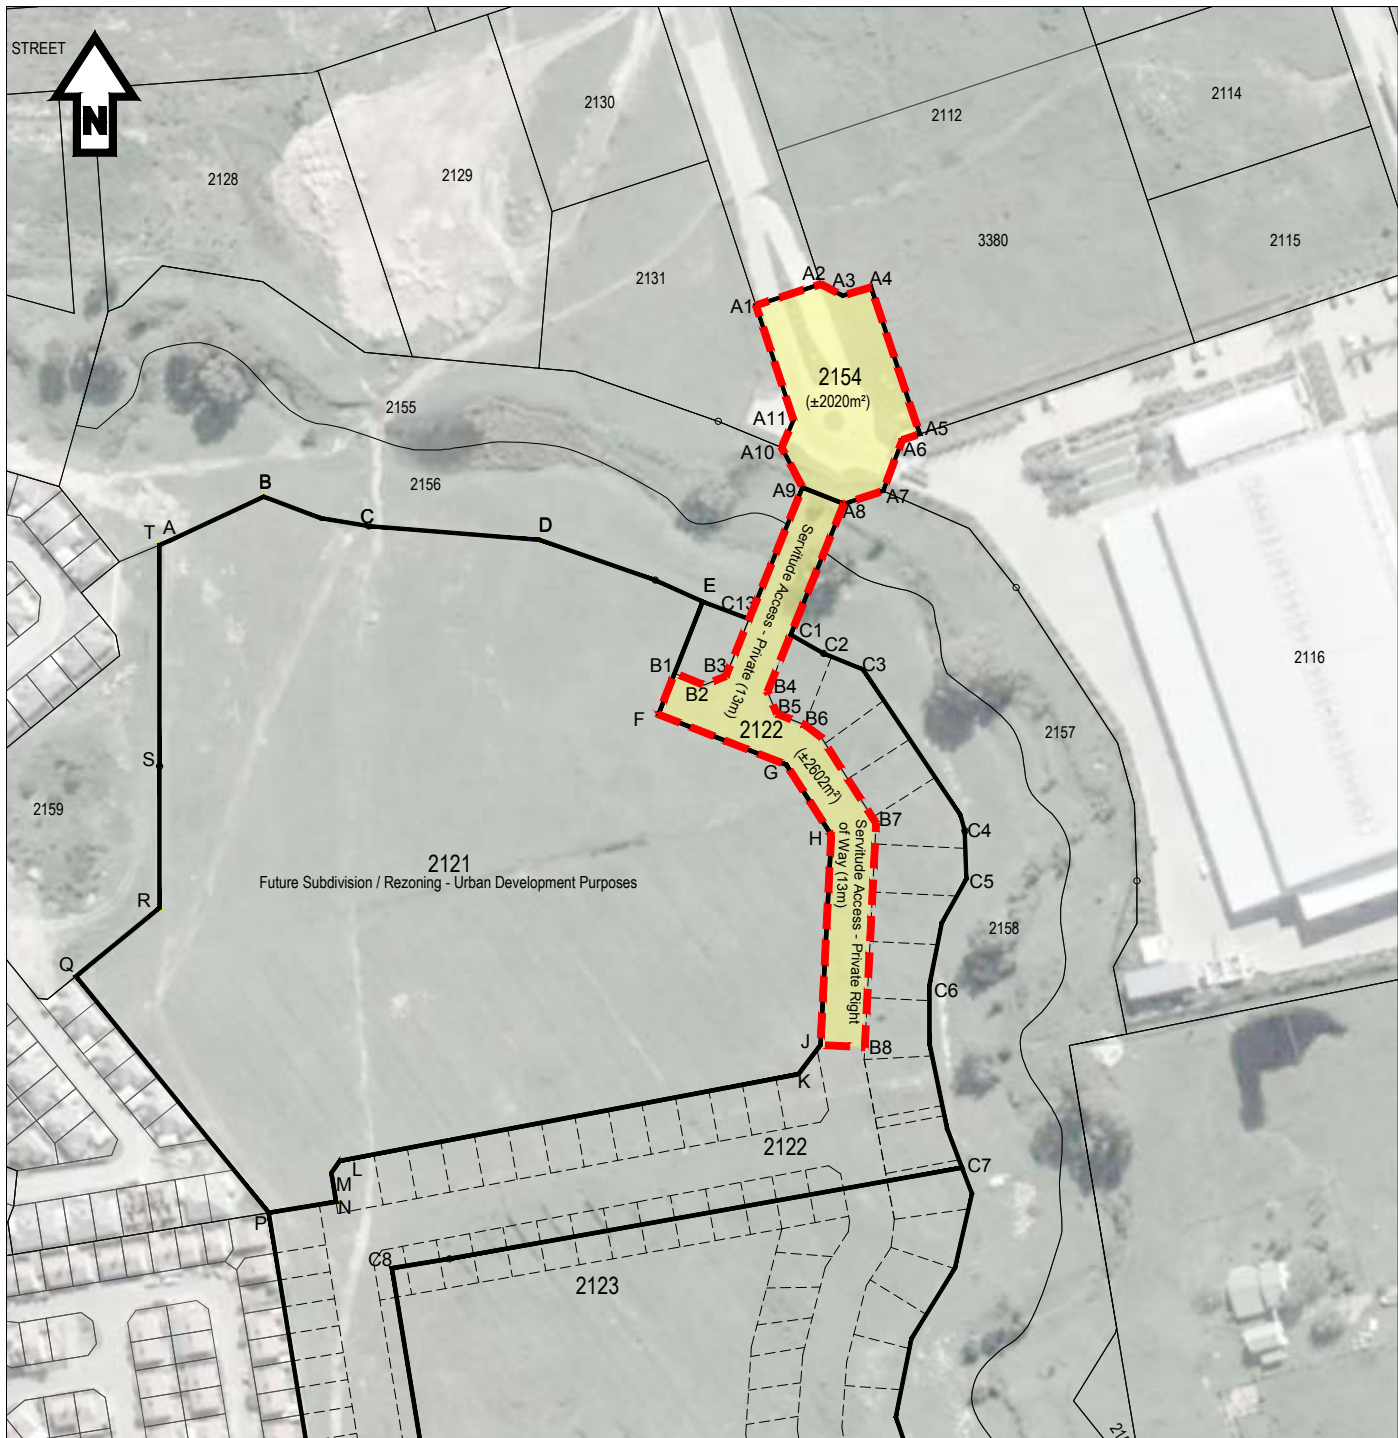 STREET
N
2130
2114
2112
2128
2129
3380
2115
2131
A2
A3
A4
A1
2154
(±2020m²)
2155
A11
A5
A6
A10
2156
A9
A7
A8
B
T
A
C
D
Servitude Access - Private (13m)
E
C13
C1
C2
C3
2116
B1
B3
B2
B4
B5
B6
F
2122
2157
S
G
(±2602m²)
2159
B7
C4
H
Servitude Access - Private Right
of Way (13m)
2121
Future Subdivision / Rezoning - Urban Development Purposes
C5
R
2158
Q
C6
J
B8
K
2122
L
C7
M
N
P
C8
2123